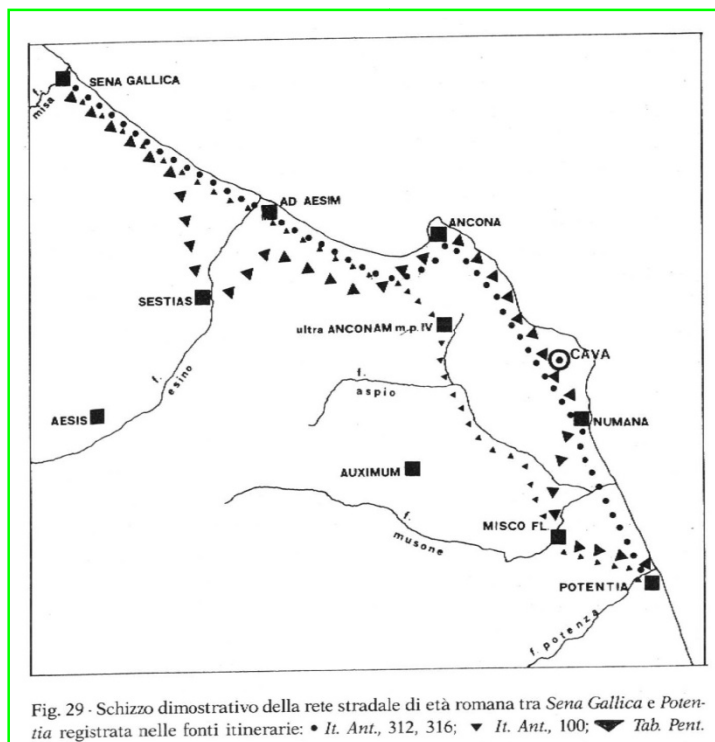 SENA GALLICA
f.
misa
AD AESIM
ANCONA
SESTIAS
ultra ANCONAM m.p. IV
CAVA
f.
esino
f.
aspio
AESIS
NUMANA
AUXIMUM
f.
musone
MISCO FL.
POTENTIA
f. potenza
Fig. 29 - Schizzo dimostrativo della rete stradale di età romana tra Sena Gallica e Poten-
tia registrata nelle fonti itinerarie: • It. Ant., 312, 316; ▼ It. Ant., 100; ▼ Tab. Pent.